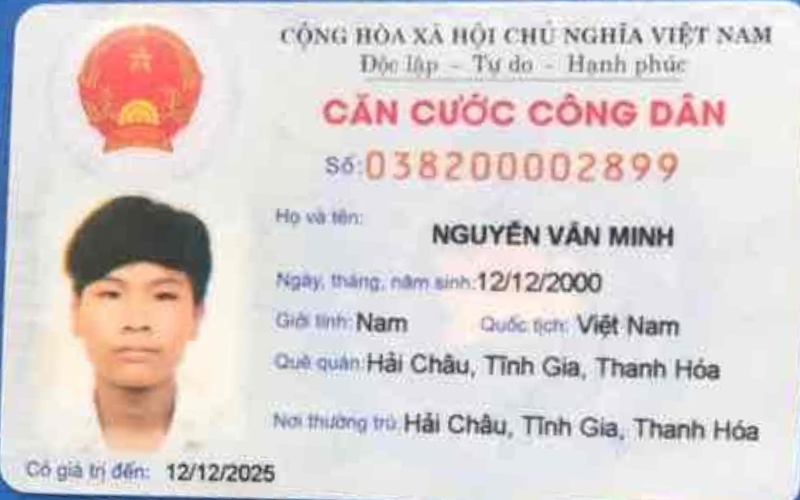 CỘNG HÒA XÃ HỘI CHỦ NGHĨA VIỆT NAM
Độc lập - Tự do - Hạnh phúc
CĂN CƯỚC CÔNG DÂN
Số: 038200002899
Họ và tên:
NGUYỄN VĂN MINH
Ngày, tháng, năm sinh: 12/12/2000
Giới tính: Nam Quốc tịch: Việt Nam
Quê quán: Hải Châu, Tĩnh Gia, Thanh Hóa
Nơi thường trú: Hải Châu, Tĩnh Gia, Thanh Hóa
Có giá trị đến: 12/12/2025